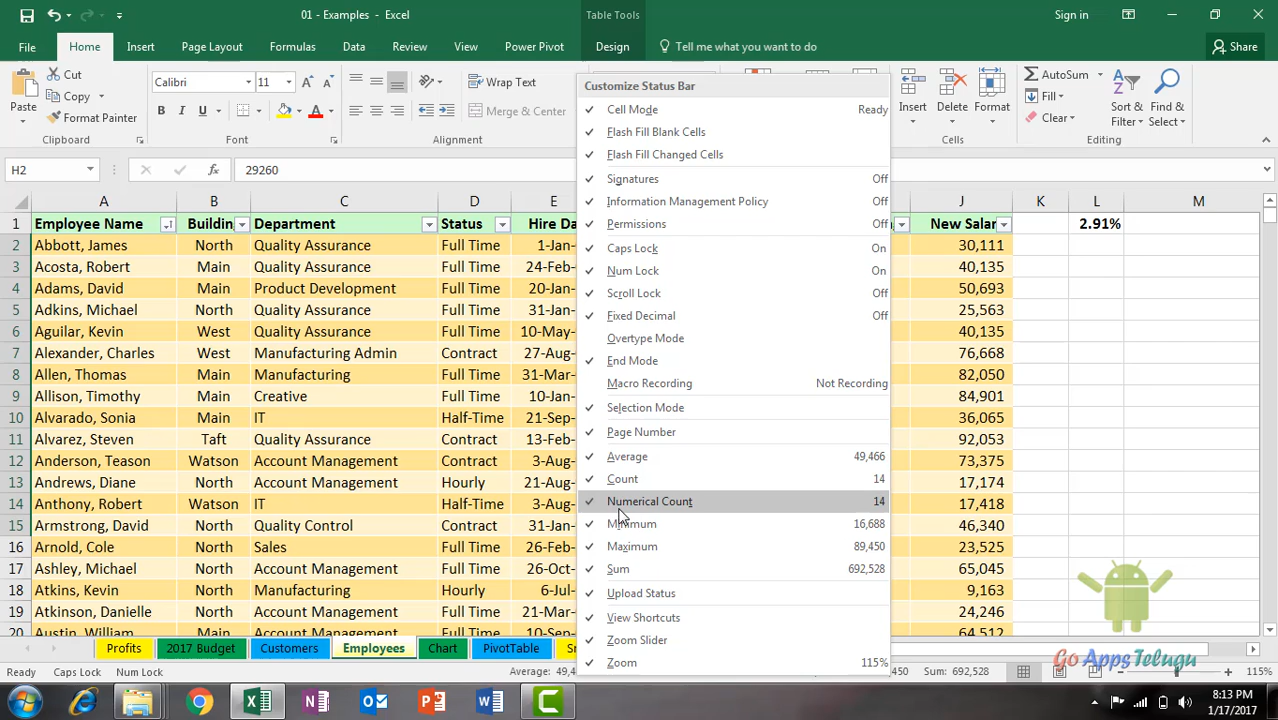 01 - Examples - Excel
Table Tools
Sign in
File Home Insert Page Layout Formulas Data Review View Power Pivot Design Tell me what you want to do Share
Paste
Cut
Copy
Format Painter
Clipboard
Calibri 11
B I U A
Font
Wrap Text
Merge & Center
Alignment
Insert Delete Format
Cells
AutoSum
Fill
Clear
Sort & Filter
Find & Select
Editing
H2 fx 29260
A B C D E J K L M
1 Employee Name Buildin Department Status Hire Da New Salar 2.91%
2 Abbott, James North Quality Assurance Full Time 1-Jan- 30,111
3 Acosta, Robert Main Quality Assurance Full Time 24-Feb- 40,135
4 Adams, David Main Product Development Full Time 20-Jan- 50,693
5 Adkins, Michael North Quality Assurance Full Time 31-Jan- 25,563
6 Aguilar, Kevin West Quality Assurance Full Time 10-May- 40,135
7 Alexander, Charles West Manufacturing Admin Contract 27-Aug- 76,668
8 Allen, Thomas Main Manufacturing Full Time 31-Mar- 82,050
9 Allison, Timothy Main Creative Full Time 10-Jan- 84,901
10 Alvarado, Sonia Main IT Half-Time 21-Sep- 36,065
11 Alvarez, Steven Taft Quality Assurance Contract 13-Feb- 92,053
12 Anderson, Teason Watson Account Management Contract 3-Aug- 73,375
13 Andrews, Diane North Account Management Hourly 21-Aug- 17,174
14 Anthony, Robert Watson IT Half-Time 3-Aug- 17,418
15 Armstrong, David North Quality Control Contract 31-Jan- 46,340
16 Arnold, Cole North Sales Full Time 26-Feb- 23,525
17 Ashley, Michael North Account Management Full Time 26-Oct- 65,045
18 Atkins, Kevin West Manufacturing Hourly 6-Jul- 9,163
19 Atkinson, Danielle North Account Management Full Time 21-Mar- 24,246
20 Austin, William Main Manufacturing Full Time 10-Sep- 64,512
Customize Status Bar
Cell Mode Ready
Flash Fill Blank Cells
Flash Fill Changed Cells
Signatures Off
Information Management Policy Off
Permissions Off
Caps Lock On
Num Lock On
Scroll Lock Off
Fixed Decimal Off
Overtype Mode
End Mode
Macro Recording Not Recording
Selection Mode
Page Number
Average 49,466
Count 14
Numerical Count 14
Minimum 16,688
Maximum 89,450
Sum 692,528
Upload Status
View Shortcuts
Zoom Slider
Zoom 115%
Go AppsTelugu
Profits 2017 Budget Customers Employees Chart PivotTable
Ready Caps Lock Num Lock Average: 49,4 Sum: 692,528 115%
8:13 PM
1/17/2017